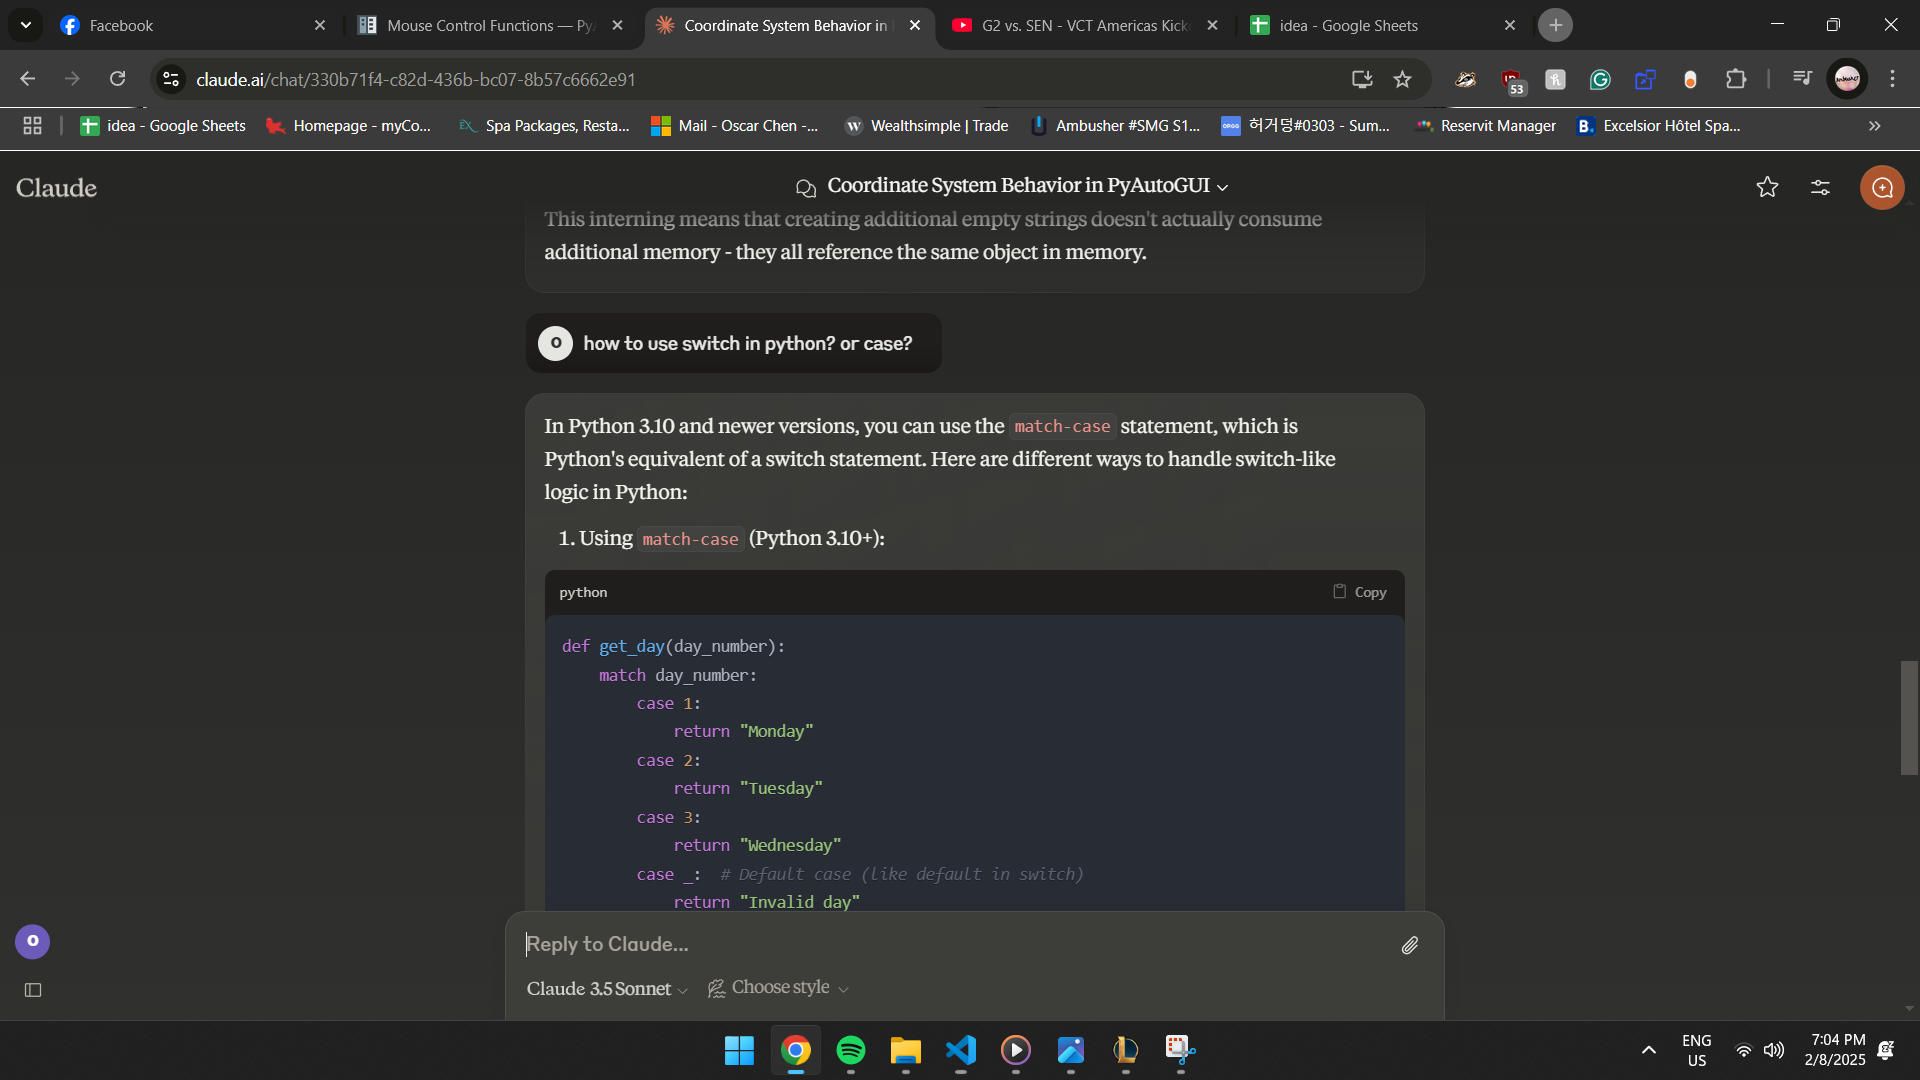 Facebook
Mouse Control Functions — Py
Coordinate System Behavior in
G2 vs. SEN - VCT Americas Kick
idea - Google Sheets
claude.ai/chat/330b71f4-c82d-436b-bc07-8b57c6662e91
53
idea - Google Sheets
Homepage - myCo...
Spa Packages, Resta...
Mail - Oscar Chen -...
Wealthsimple | Trade
Ambusher #SMG S1...
허거덩#0303 - Sum...
Reservit Manager
Excelsior Hôtel Spa...
Claude
Coordinate System Behavior in PyAutoGUI
This interning means that creating additional empty strings doesn't actually consume
additional memory - they all reference the same object in memory.
O how to use switch in python? or case?
In Python 3.10 and newer versions, you can use the match-case statement, which is
Python's equivalent of a switch statement. Here are different ways to handle switch-like
logic in Python:
1. Using match-case (Python 3.10+):
python
Copy
def get_day(day_number):
    match day_number:
        case 1:
            return "Monday"
        case 2:
            return "Tuesday"
        case 3:
            return "Wednesday"
        case _:  # Default case (like default in switch)
            return "Invalid day"
O
Reply to Claude...
Claude 3.5 Sonnet
Choose style
ENG
US
7:04 PM
2/8/2025